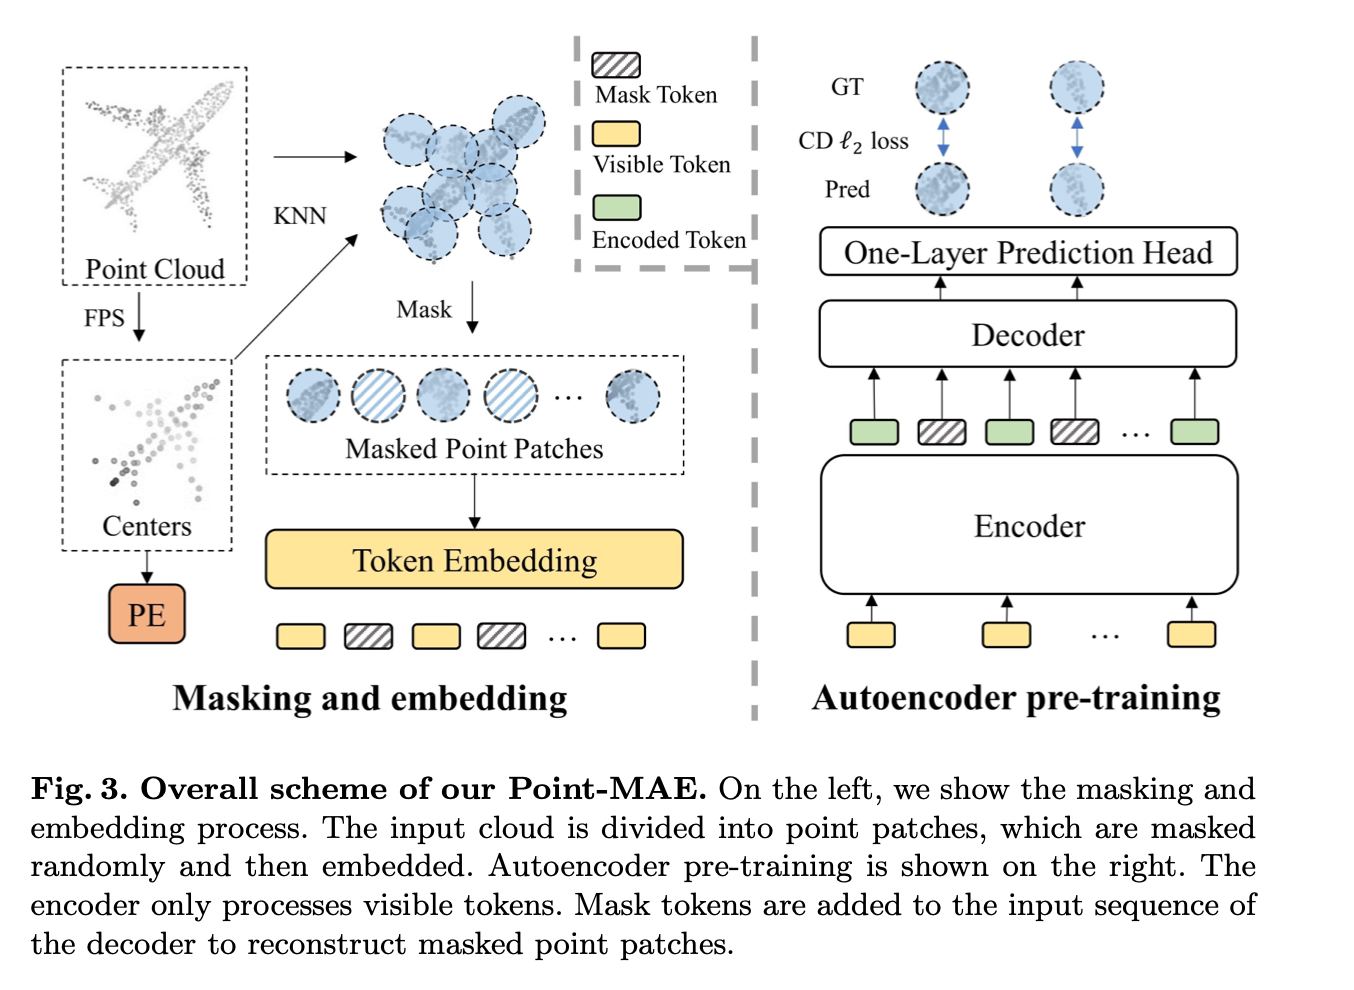 Point Cloud
FPS
Centers
PE
KNN
Mask
Masked Point Patches
...
Token Embedding
...
Masking and embedding
Mask Token
Visible Token
Encoded Token
GT
CD ℓ₂ loss
Pred
One-Layer Prediction Head
Decoder
...
Encoder
...
Autoencoder pre-training
Fig. 3. Overall scheme of our Point-MAE. On the left, we show the masking and
embedding process. The input cloud is divided into point patches, which are masked
randomly and then embedded. Autoencoder pre-training is shown on the right. The
encoder only processes visible tokens. Mask tokens are added to the input sequence of
the decoder to reconstruct masked point patches.